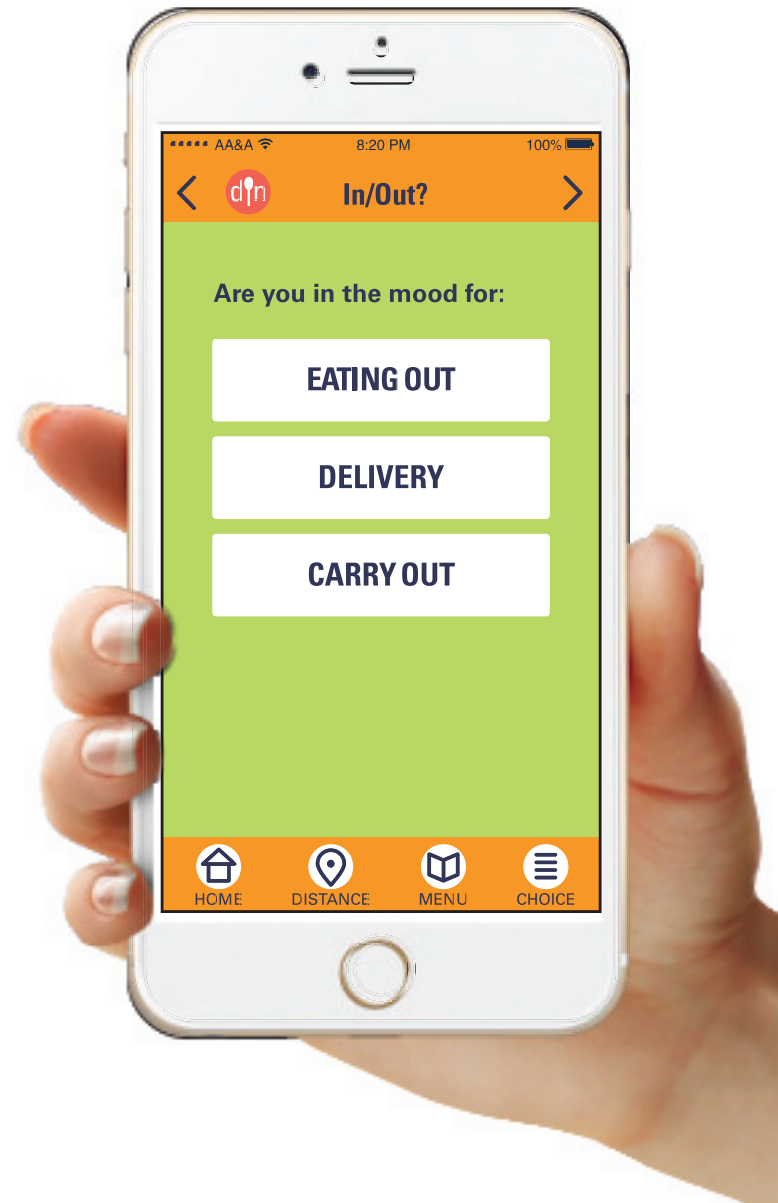 AA&A 8:20 PM 100%
din In/Out?
Are you in the mood for:
EATING OUT
DELIVERY
CARRY OUT
HOME DISTANCE MENU CHOICE